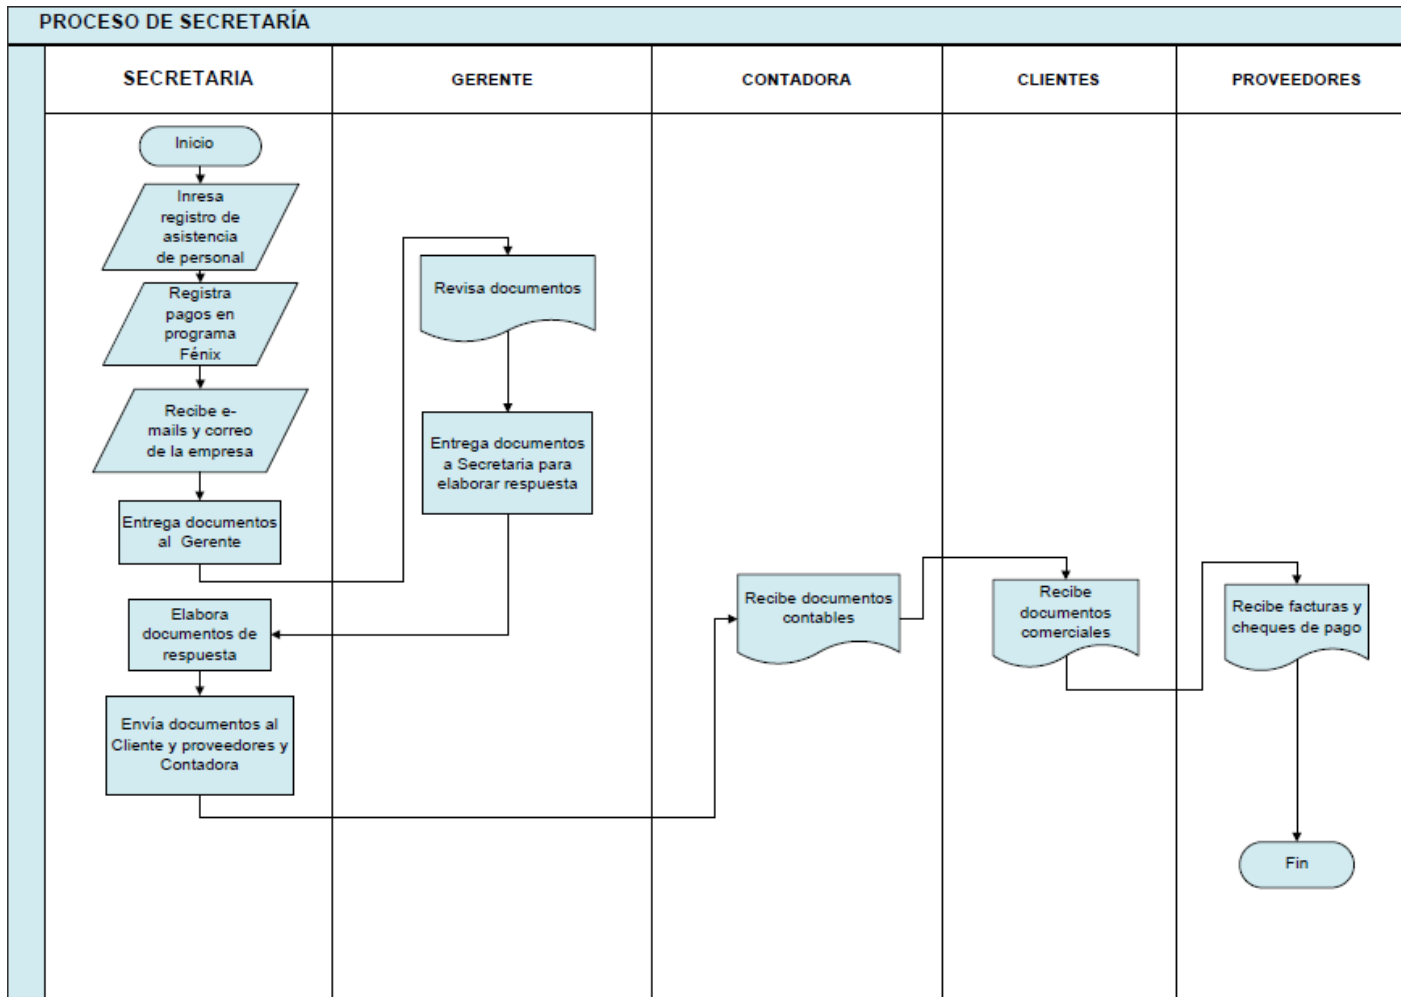 PROCESO DE SECRETARÍA
SECRETARIA
GERENTE
CONTADORA
CLIENTES
PROVEEDORES
Inicio
Inresa
registro de
asistencia
de personal
Registra
pagos en
programa
Fénix
Recibe e-
mails y correo
de la empresa
Entrega documentos
al Gerente
Elabora
documentos de
respuesta
Envía documentos al
Cliente y proveedores y
Contadora
Revisa documentos
Entrega documentos
a Secretaria para
elaborar respuesta
Recibe documentos
contables
Recibe
documentos
comerciales
Recibe facturas y
cheques de pago
Fin